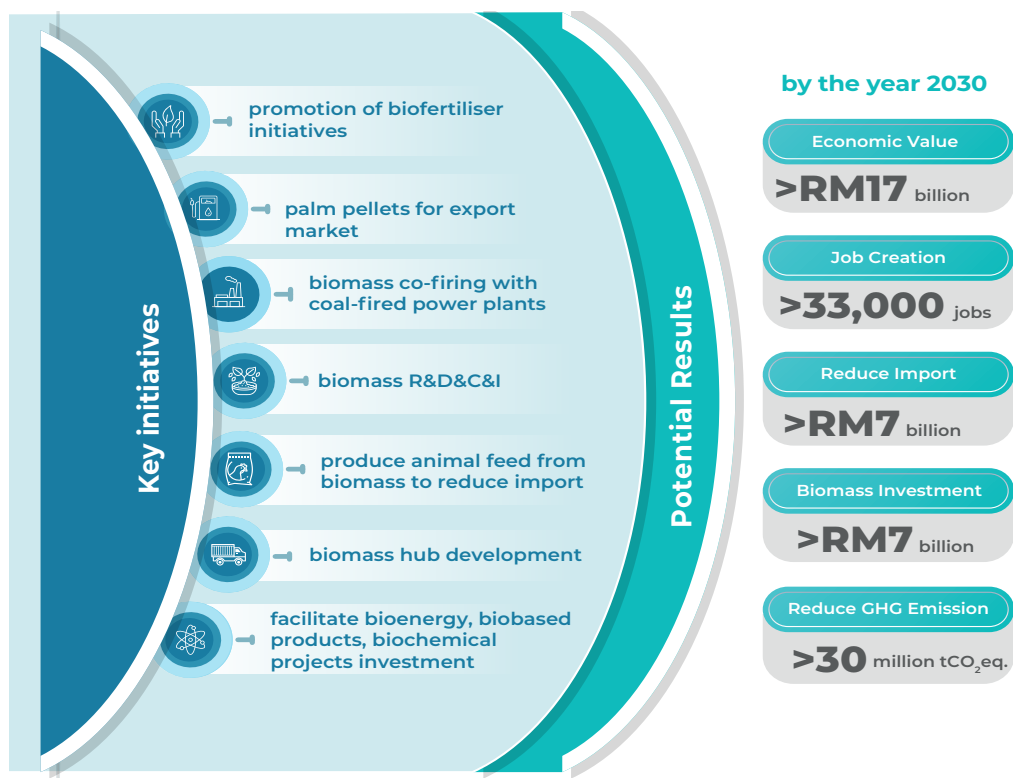 Key initiatives
promotion of biofertiliser
initiatives
palm pellets for export
market
biomass co-firing with
coal-fired power plants
biomass R&D&C&I
produce animal feed from
biomass to reduce import
biomass hub development
facilitate bioenergy, biobased
products, biochemical
projects investment
Potential Results
by the year 2030
Economic Value
>RM17 billion
Job Creation
>33,000 jobs
Reduce Import
>RM7 billion
Biomass Investment
>RM7 billion
Reduce GHG Emission
>30 million tCO₂eq.